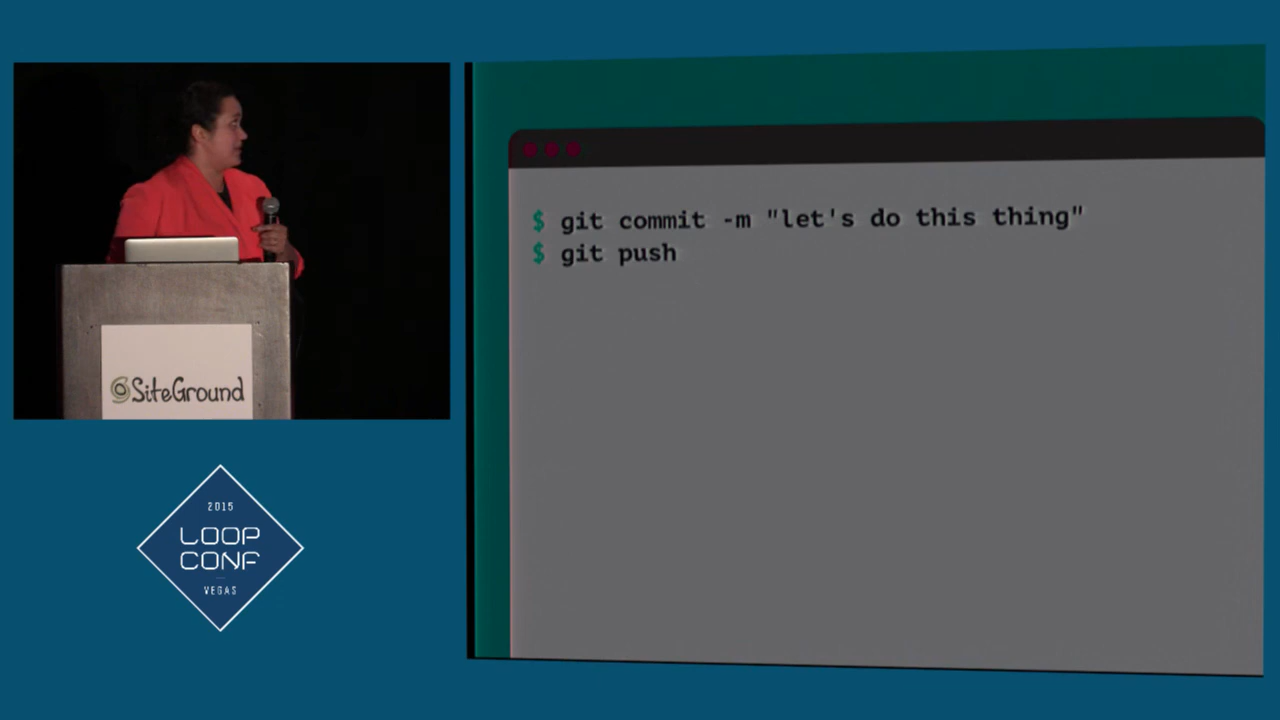 $ git commit -m "let's do this thing"
$ git push
SiteGround
2015
LOOP
CONF
VEGAS